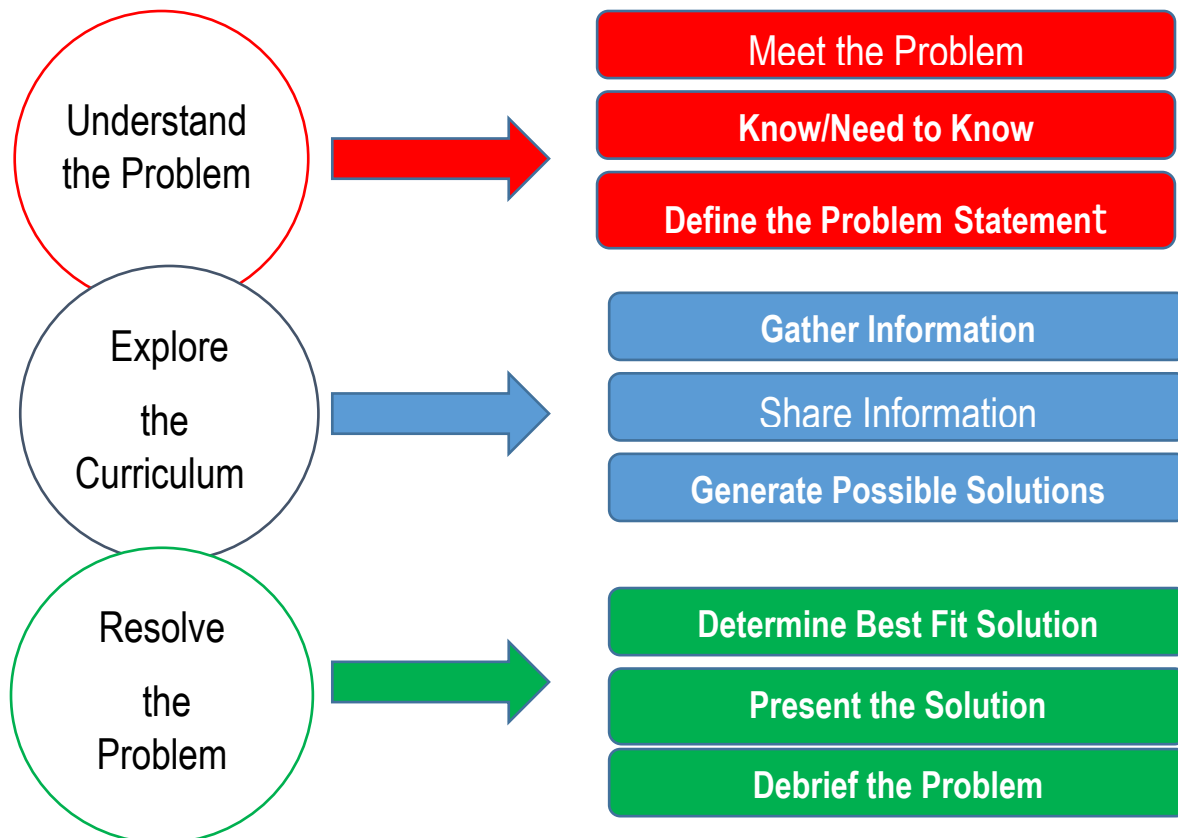 Understand
the Problem
Meet the Problem
Know/Need to Know
Define the Problem Statement
Explore
the
Curriculum
Gather Information
Share Information
Generate Possible Solutions
Resolve
the
Problem
Determine Best Fit Solution
Present the Solution
Debrief the Problem